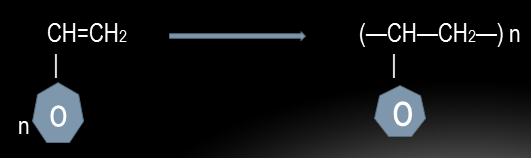 CH=CH2 (—CH—CH2—) n
| |
n O O